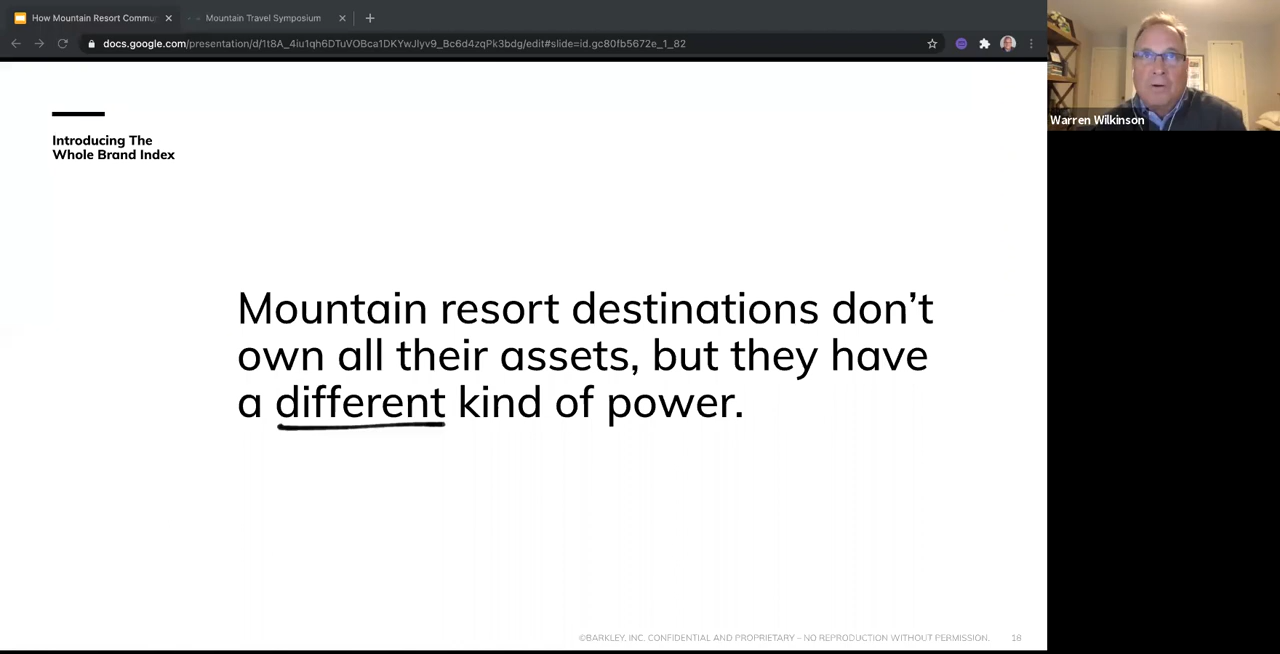 How Mountain Resort Commu
Mountain Travel Symposium
docs.google.com/presentation/d/1t8A_4iu1qh6DTuVOBca1DKYwJlyv9_Bc6d4zqPk3bdg/edit#slide=id.gc80fb5672e_1_82
Warren Wilkinson
Introducing The
Whole Brand Index
Mountain resort destinations don’t
own all their assets, but they have
a different kind of power.
©BARKLEY, INC. CONFIDENTIAL AND PROPRIETARY – NO REPRODUCTION WITHOUT PERMISSION.
18